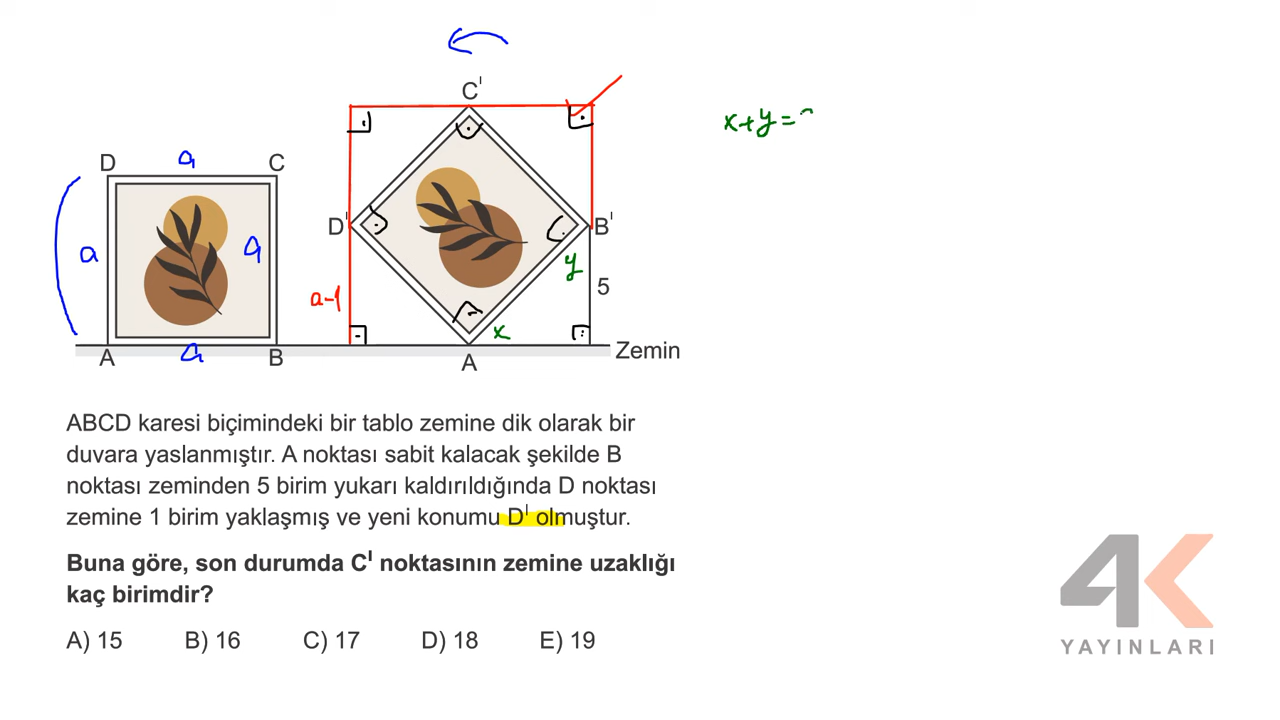 C'
x + y = ?
D a C
D' B'
a a y
a-1 5
x
A a B A Zemin
ABCD karesi biçimindeki bir tablo zemine dik olarak bir
duvara yaslanmıştır. A noktası sabit kalacak şekilde B
noktası zeminden 5 birim yukarı kaldırıldığında D noktası
zemine 1 birim yaklaşmış ve yeni konumu D' olmuştur.
Buna göre, son durumda C' noktasının zemine uzaklığı
kaç birimdir?
A) 15 B) 16 C) 17 D) 18 E) 19
4K
YAYINLARI